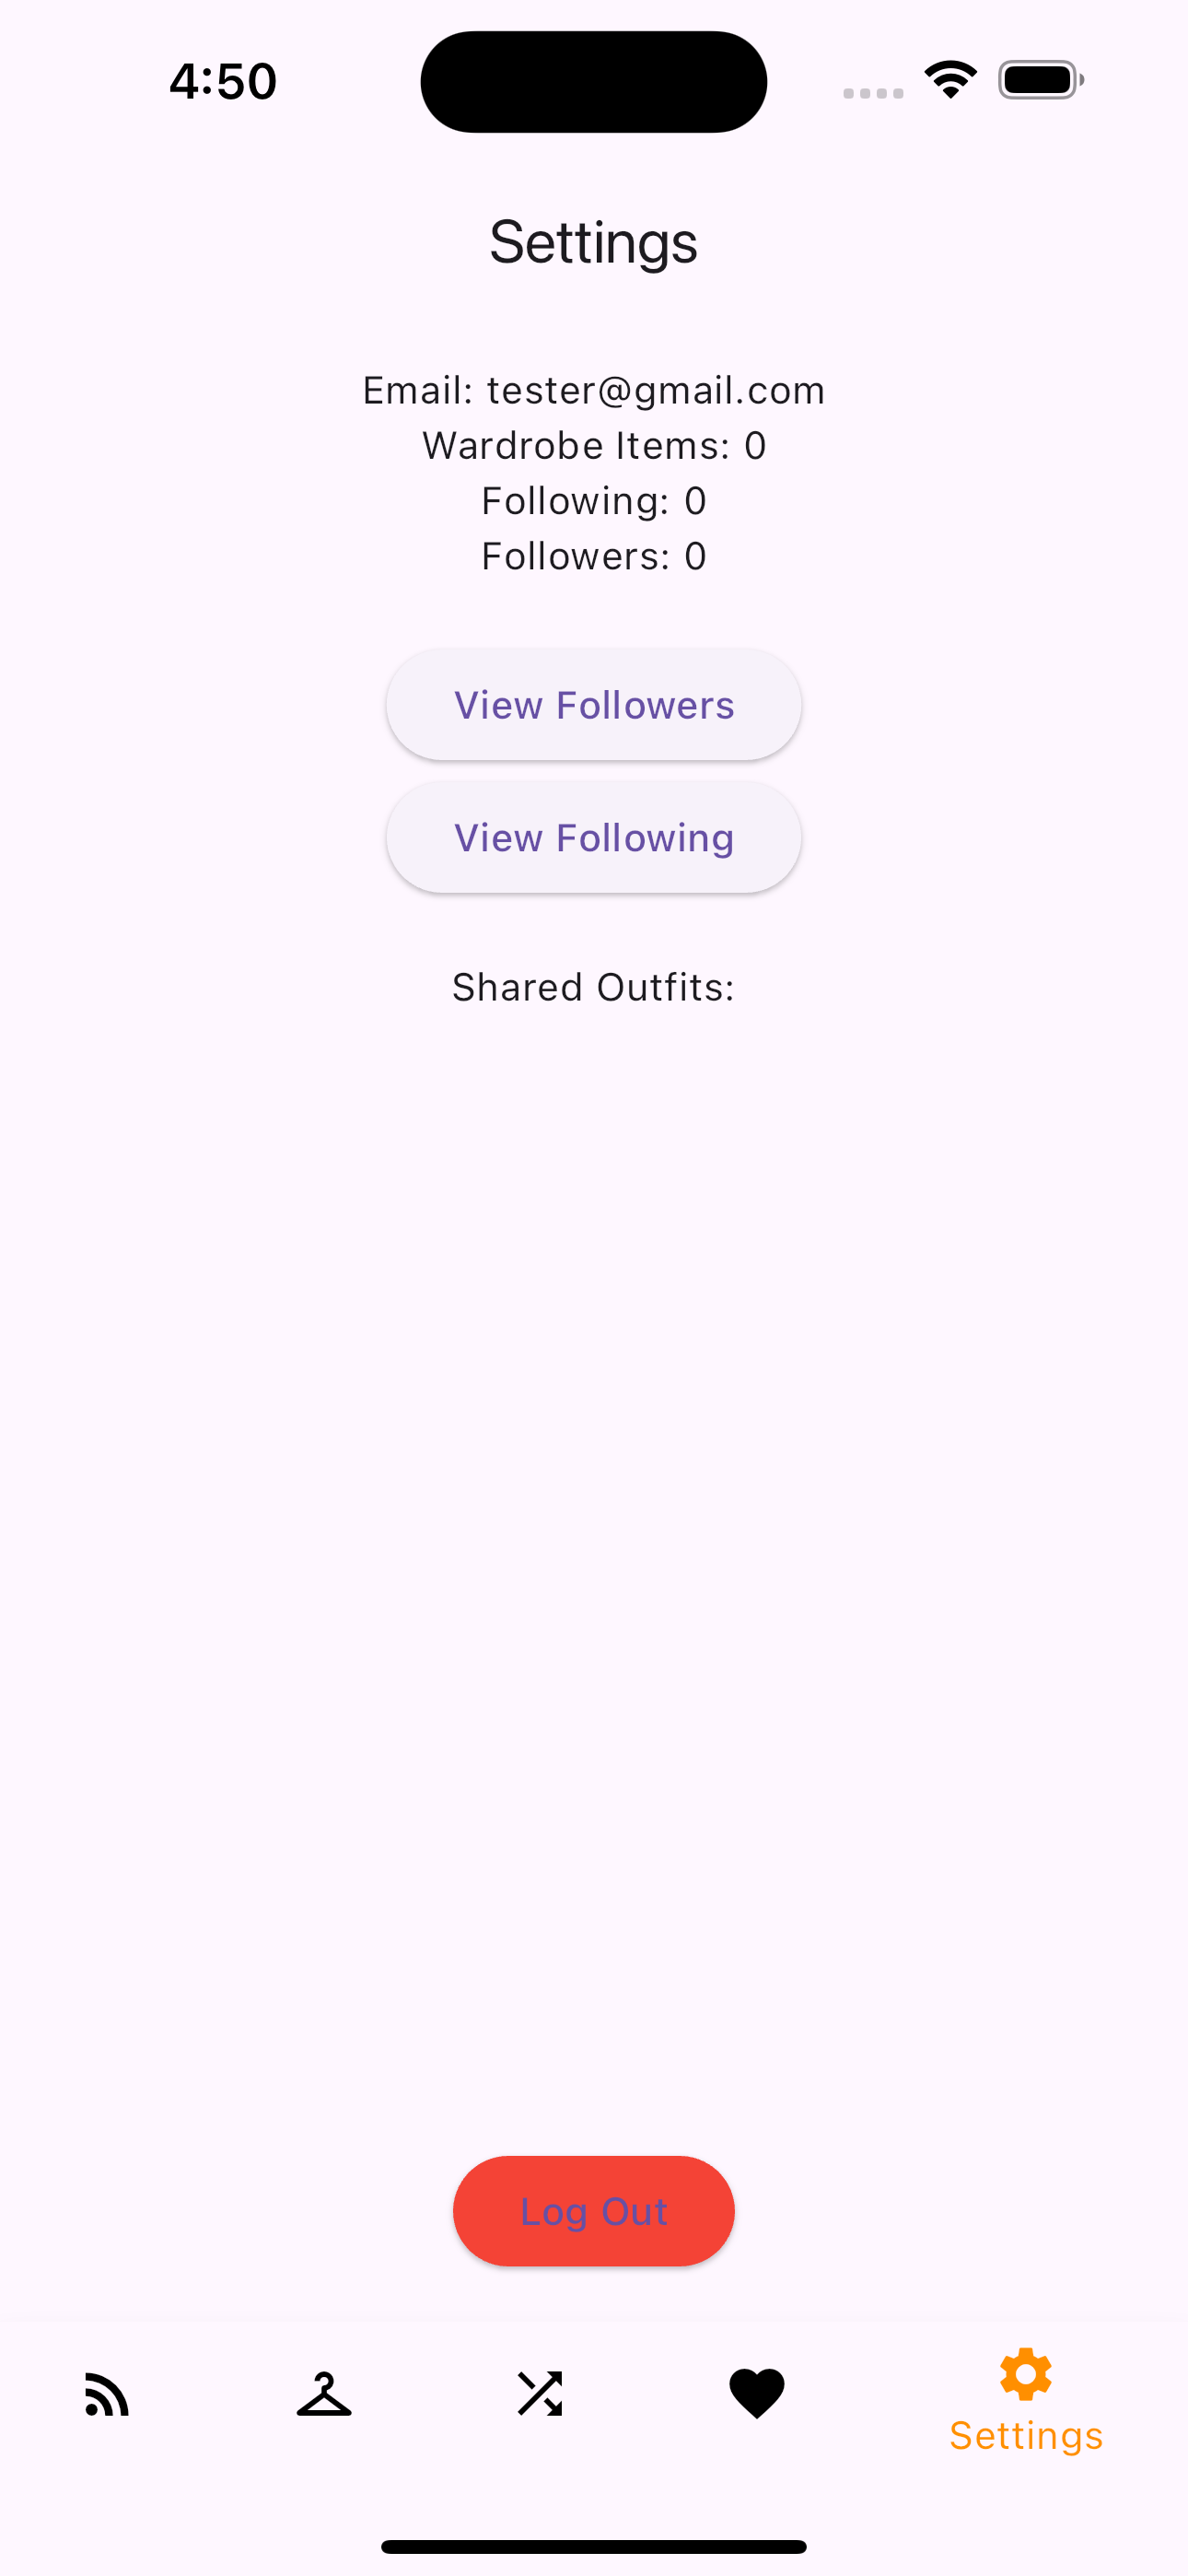 4:50
Settings
Email: tester@gmail.com
Wardrobe Items: 0
Following: 0
Followers: 0
View Followers
View Following
Shared Outfits:
Log Out
Settings